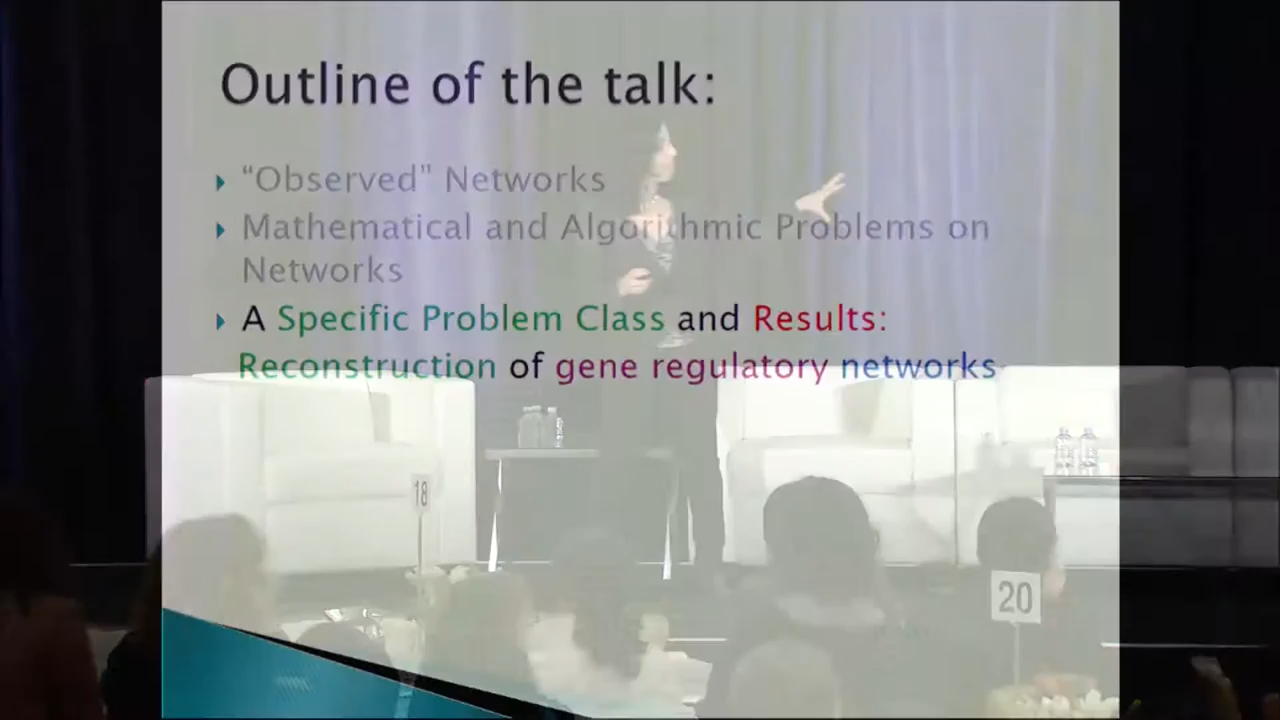 Outline of the talk:
“Observed” Networks
Mathematical and Algorithmic Problems on
Networks
A Specific Problem Class and Results:
Reconstruction of gene regulatory networks
18
20